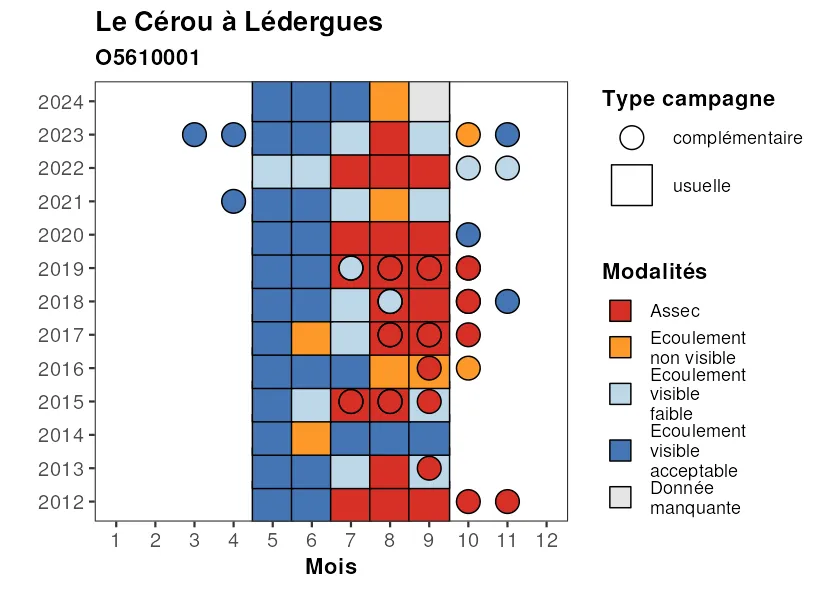 Le Cérou à Lédergues
O5610001
2024
2023
2022
2021
2020
2019
2018
2017
2016
2015
2014
2013
2012
1 2 3 4 5 6 7 8 9 10 11 12
Mois
Type campagne
complémentaire
usuelle
Modalités
Assec
Ecoulement
non visible
Ecoulement
visible
faible
Ecoulement
visible
acceptable
Donnée
manquante